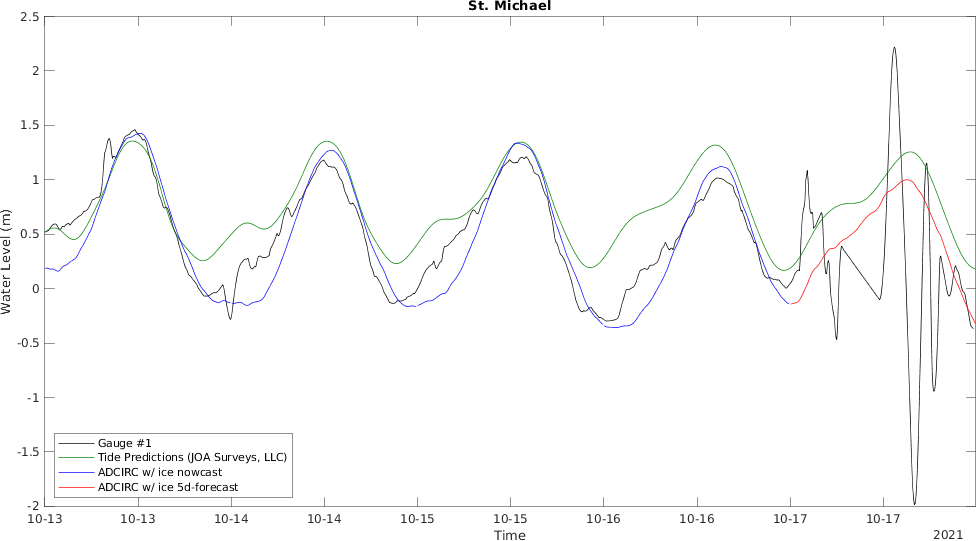 St. Michael
2.5
2
1.5
1
0.5
0
-0.5
-1
-1.5
-2
Water Level (m)
Gauge #1
Tide Predictions (JOA Surveys, LLC)
ADCIRC w/ ice nowcast
ADCIRC w/ ice 5d-forecast
10-13 10-13 10-14 10-14 10-15 10-15 10-16 10-16 10-17 10-17
Time
2021